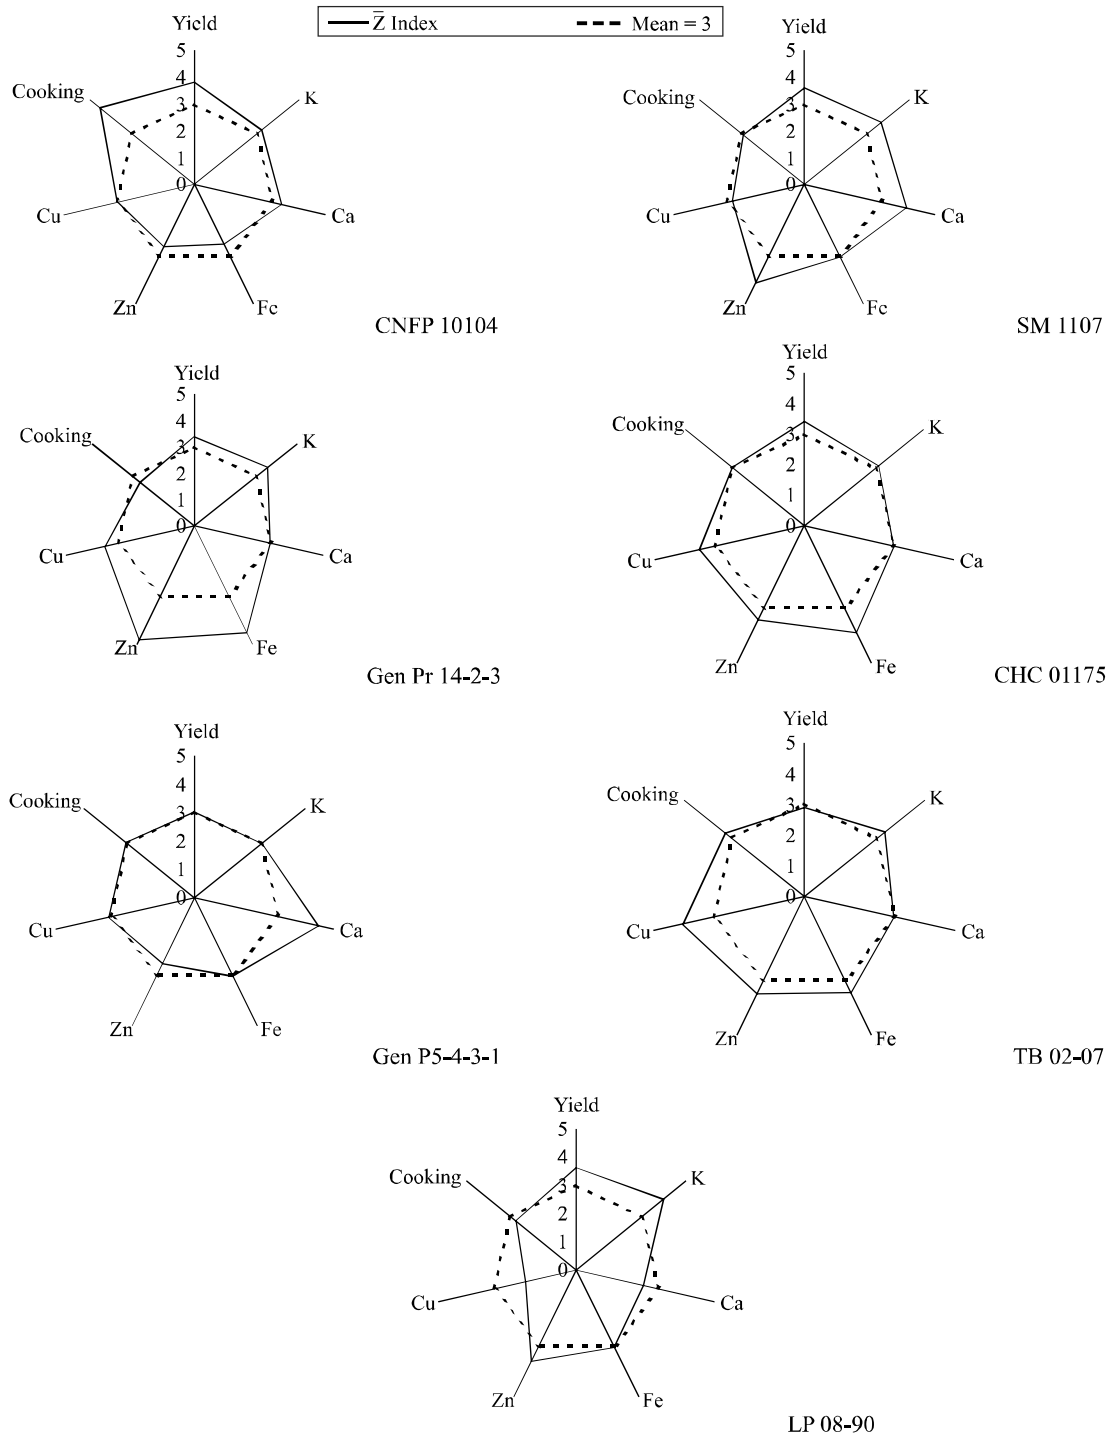 Z̄ Index Mean = 3
Yield
5
4
3
2
1
0
Cooking
K
Cu
Ca
Zn
Fe
CNFP 10104
Yield
5
4
3
2
1
0
Cooking
K
Cu
Ca
Zn
Fe
SM 1107
Yield
5
4
3
2
1
0
Cooking
K
Cu
Ca
Zn
Fe
Gen Pr 14-2-3
Yield
5
4
3
2
1
0
Cooking
K
Cu
Ca
Zn
Fe
CHC 01175
Yield
5
4
3
2
1
0
Cooking
K
Cu
Ca
Zn
Fe
Gen P5-4-3-1
Yield
5
4
3
2
1
0
Cooking
K
Cu
Ca
Zn
Fe
TB 02-07
Yield
5
4
3
2
1
0
Cooking
K
Cu
Ca
Zn
Fe
LP 08-90